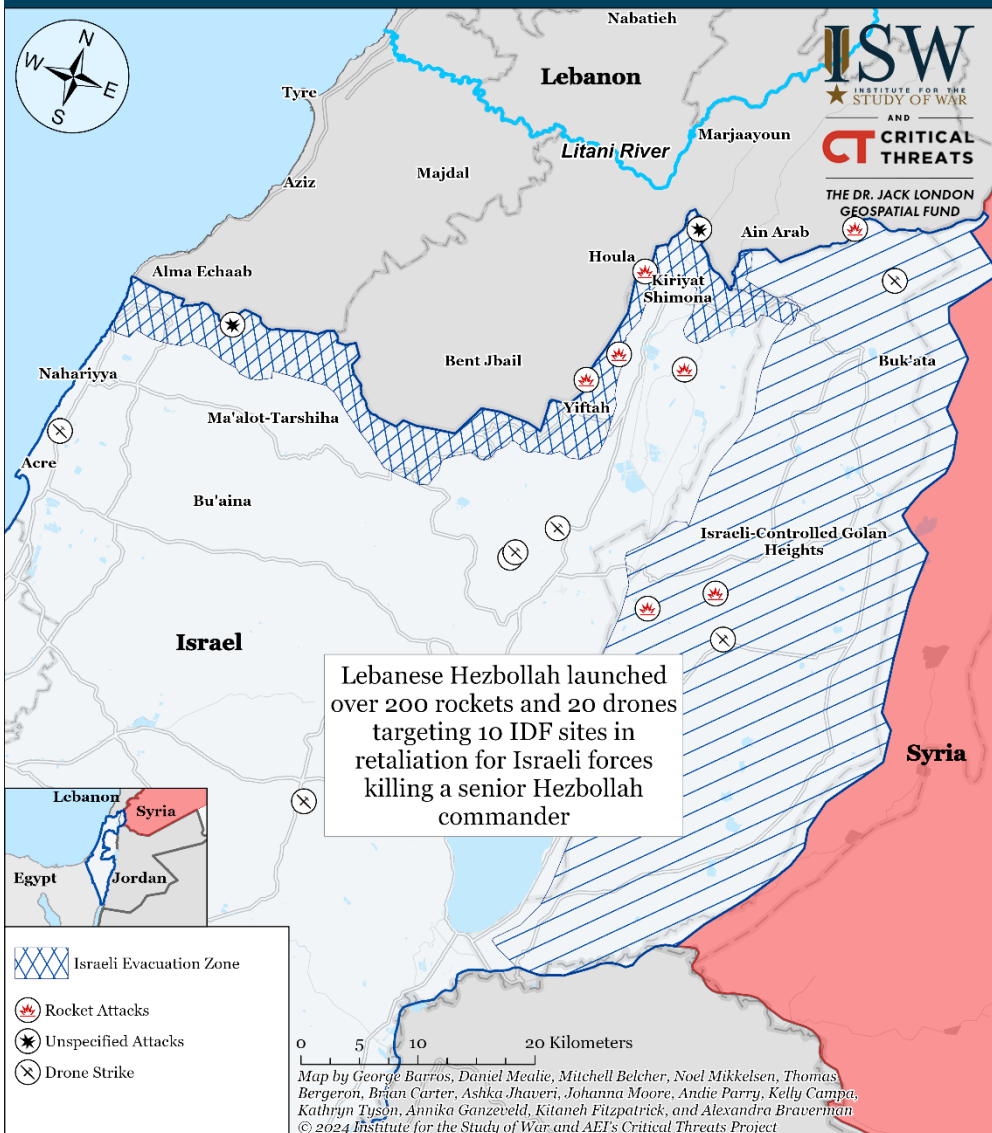 Nabatieh
N
W
E
S
Lebanon
ISW
INSTITUTE FOR THE
STUDY OF WAR
AND
CT CRITICAL
THREATS
THE DR. JACK LONDON
GEOSPATIAL FUND
Tyre
Marjaayoun
Litani River
Majdal
Aziz
Ain Arab
Houla
Alma Echaab
Kiriyat
Shimona
Bent Jbail
Buk'ata
Nahariyya
Yiftah
Ma'alot-Tarshiha
Acre
Bu'aina
Israeli-Controlled Golan
Heights
Israel
Lebanese Hezbollah launched
over 200 rockets and 20 drones
targeting 10 IDF sites in
retaliation for Israeli forces
killing a senior Hezbollah
commander
Syria
Lebanon
Syria
Egypt
Jordan
Israeli Evacuation Zone
Rocket Attacks
Unspecified Attacks
Drone Strike
0 5 10 20 Kilometers
Map by George Barros, Daniel Mealie, Mitchell Belcher, Noel Mikkelsen, Thomas
Bergeron, Brian Carter, Ashka Jhaveri, Johanna Moore, Andie Parry, Kelly Campa,
Kathryn Tyson, Annika Ganzeveld, Kitaneh Fitzpatrick, and Alexandra Braverman
© 2024 Institute for the Study of War and AEI's Critical Threats Project